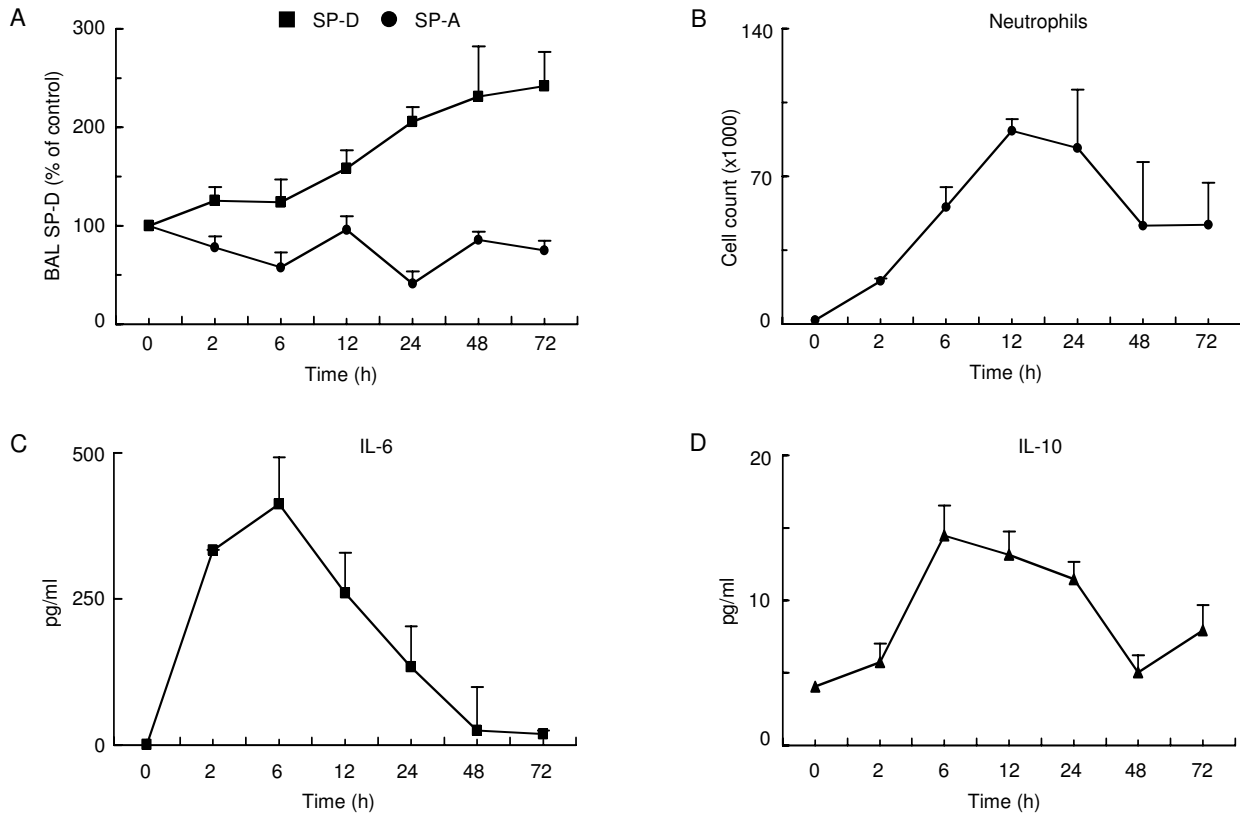 A
SP-D SP-A
300
200
100
0
BAL SP-D (% of control)
0 2 6 12 24 48 72
Time (h)
B
Neutrophils
140
70
0
Cell count (x1000)
0 2 6 12 24 48 72
Time (h)
C
IL-6
500
250
0
pg/ml
0 2 6 12 24 48 72
Time (h)
D
IL-10
20
10
0
pg/ml
0 2 6 12 24 48 72
Time (h)